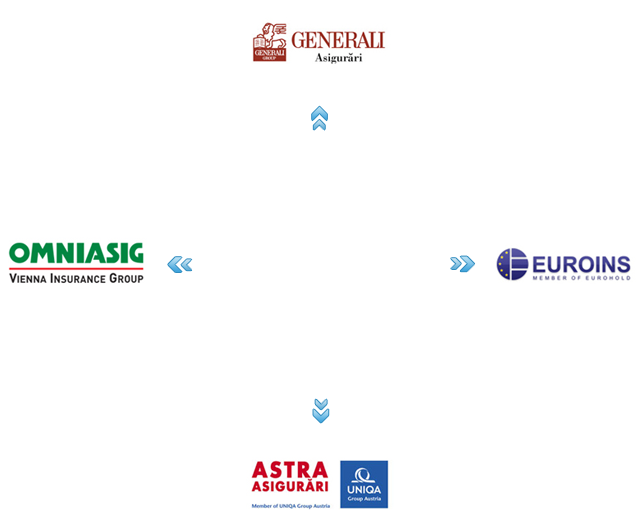 GENERALI
GENERALI
GROUP
Asigurări
OMNIASIG
VIENNA INSURANCE GROUP
EUROINS
MEMBER OF EUROHOLD
ASTRA
ASIGURĂRI
Member of UNIQA Group Austria
UNIQA
Group Austria